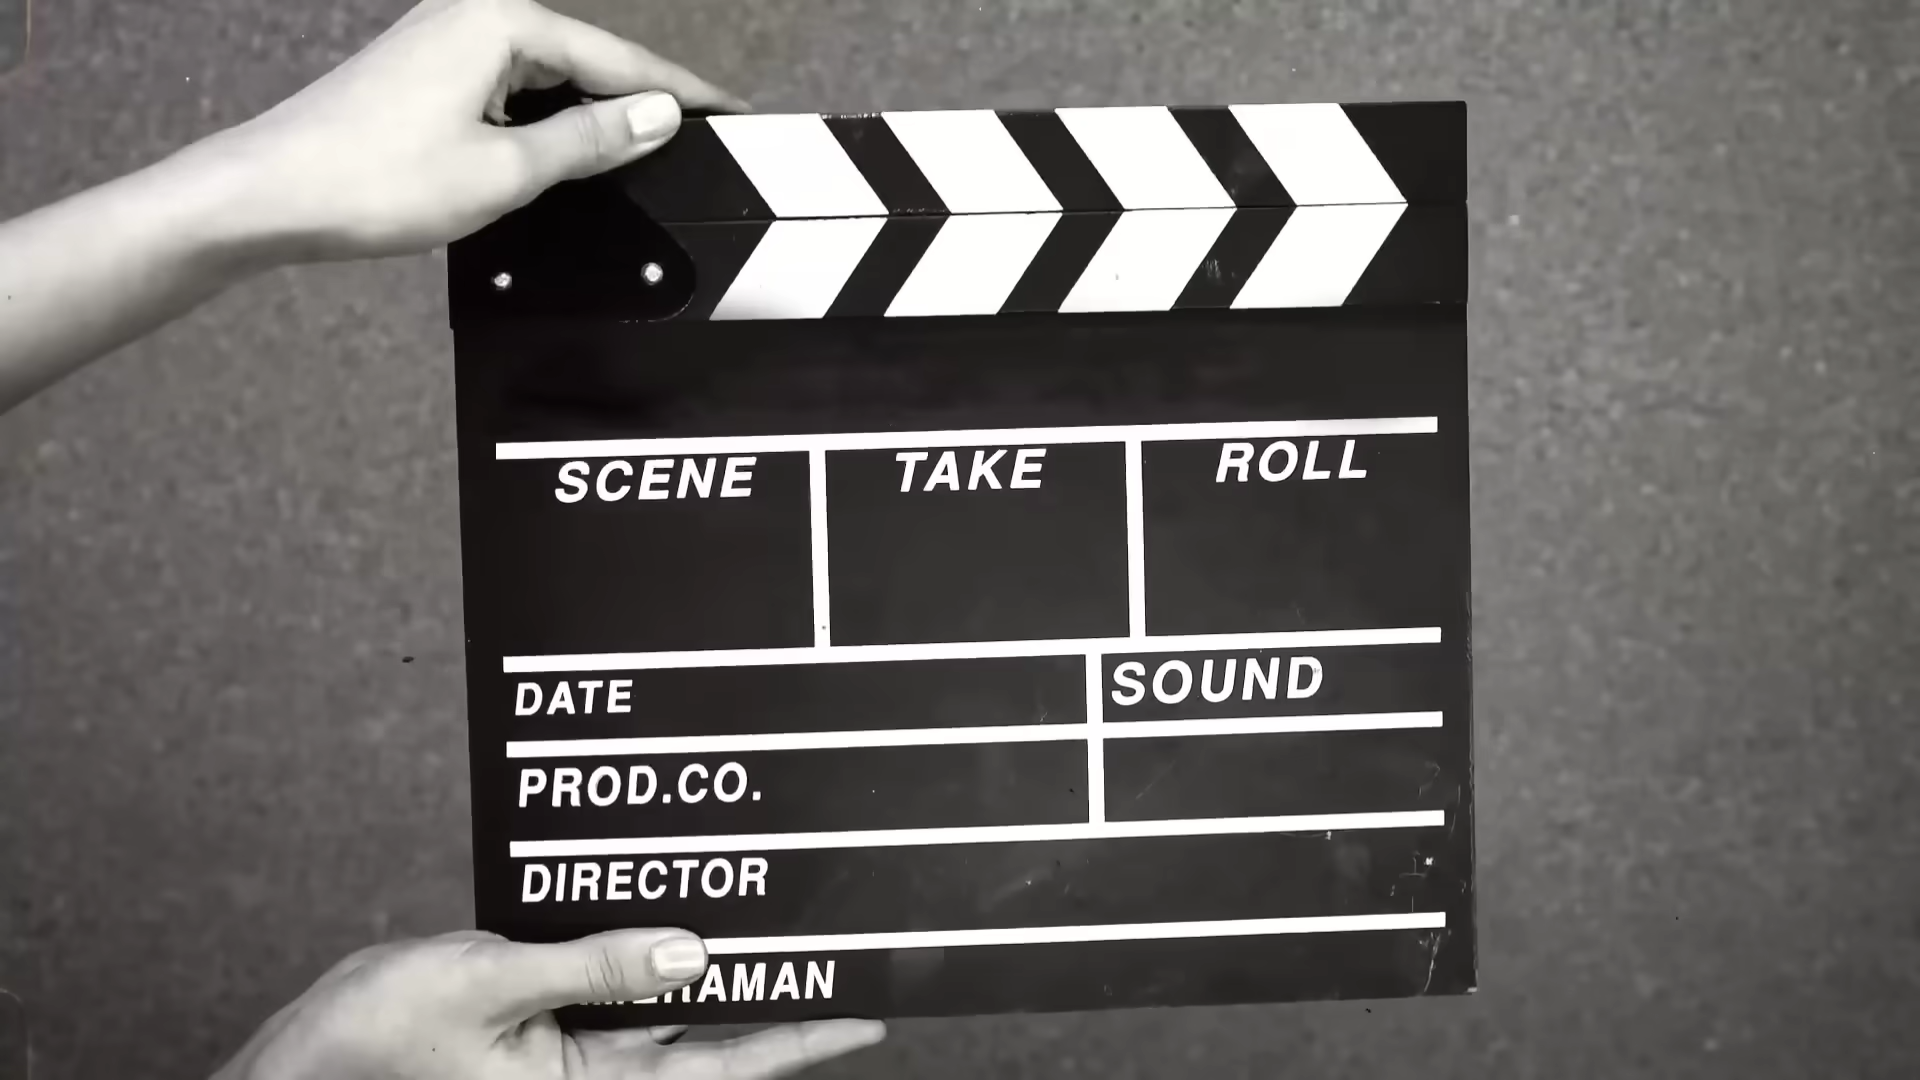 SCENE TAKE ROLL
DATE SOUND
PROD.CO.
DIRECTOR